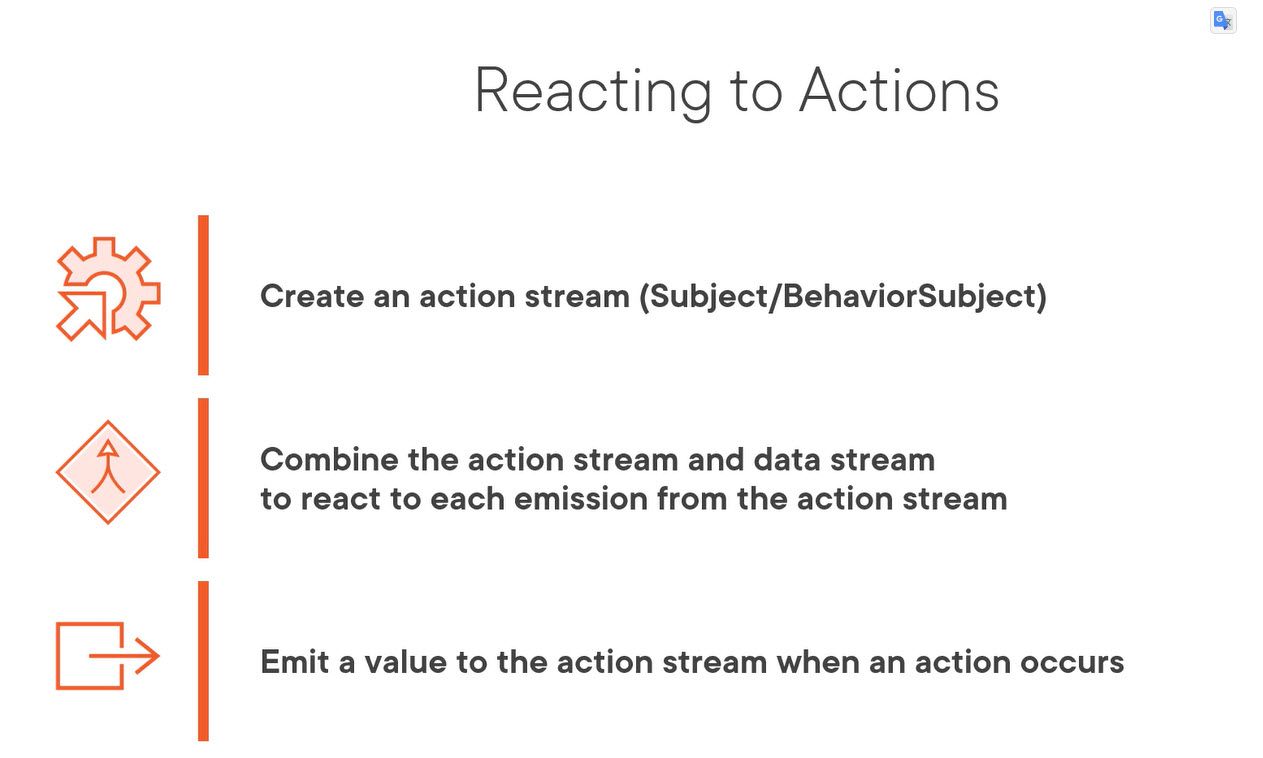 Reacting to Actions
Create an action stream (Subject/BehaviorSubject)
Combine the action stream and data stream
to react to each emission from the action stream
Emit a value to the action stream when an action occurs